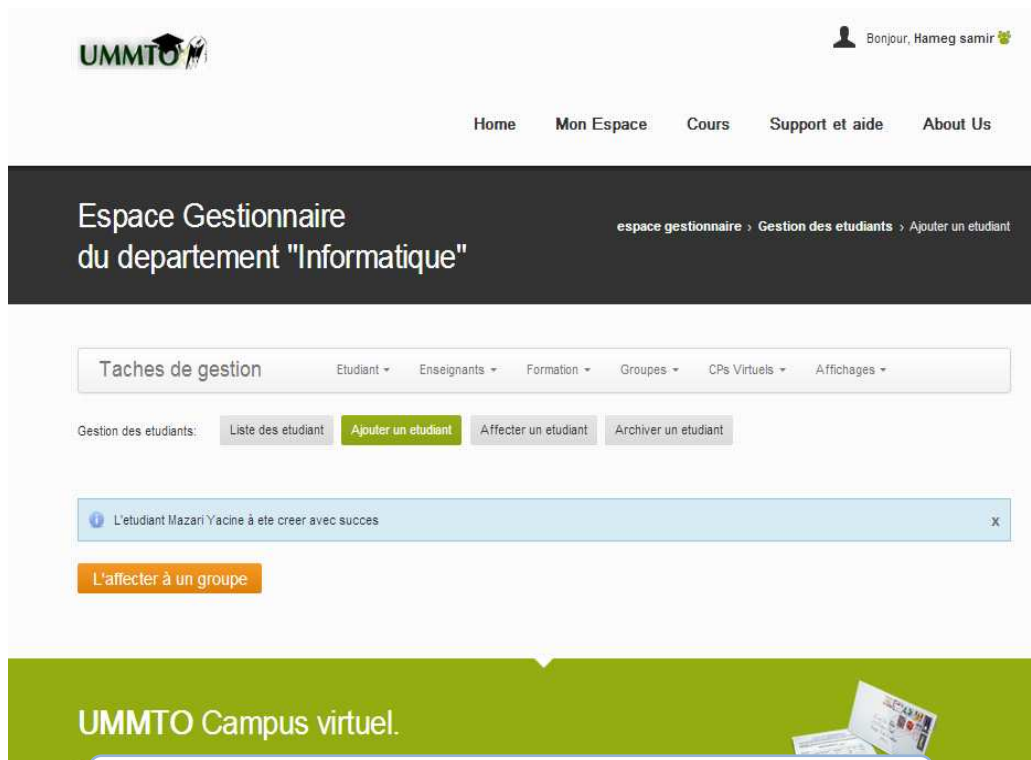 UMMTO
Bonjour, Hameg samir
Home Mon Espace Cours Support et aide About Us
Espace Gestionnaire
du departement "Informatique"
espace gestionnaire › Gestion des etudiants › Ajouter un etudiant
Taches de gestion Etudiant Enseignants Formation Groupes CPs Virtuels Affichages
Gestion des etudiants: Liste des etudiant Ajouter un etudiant Affecter un etudiant Archiver un etudiant
L'etudiant Mazari Yacine à ete creer avec succes x
L'affecter à un groupe
UMMTO Campus virtuel.